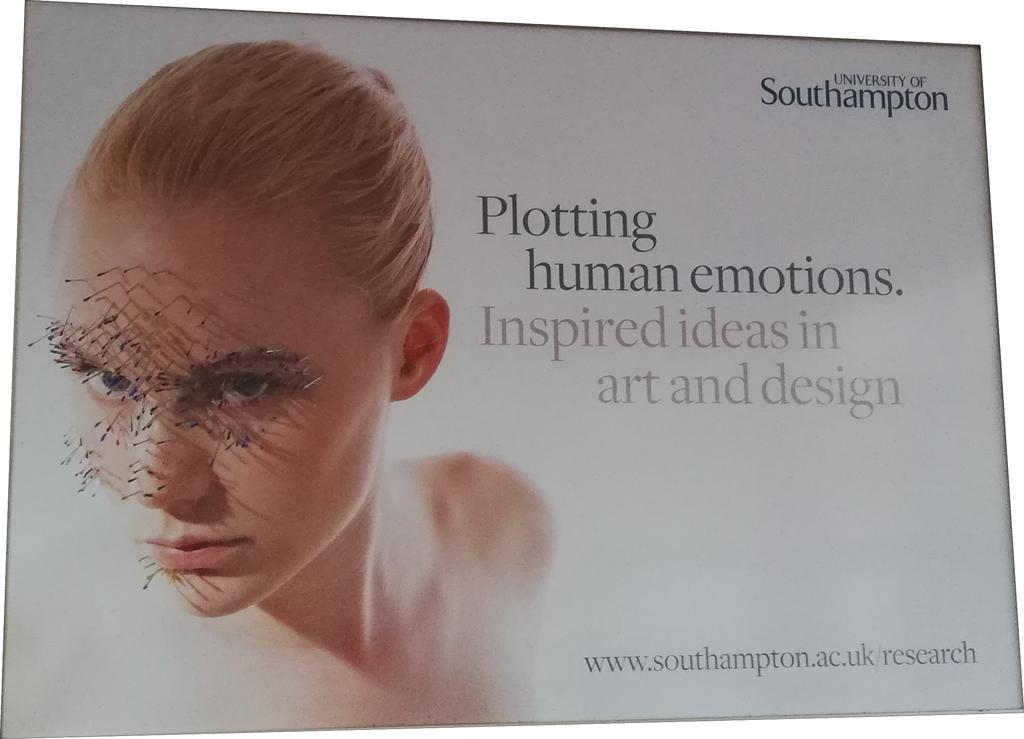 UNIVERSITY OF
Southampton
Plotting
human emotions.
Inspired ideas in
art and design
www.southampton.ac.uk/research